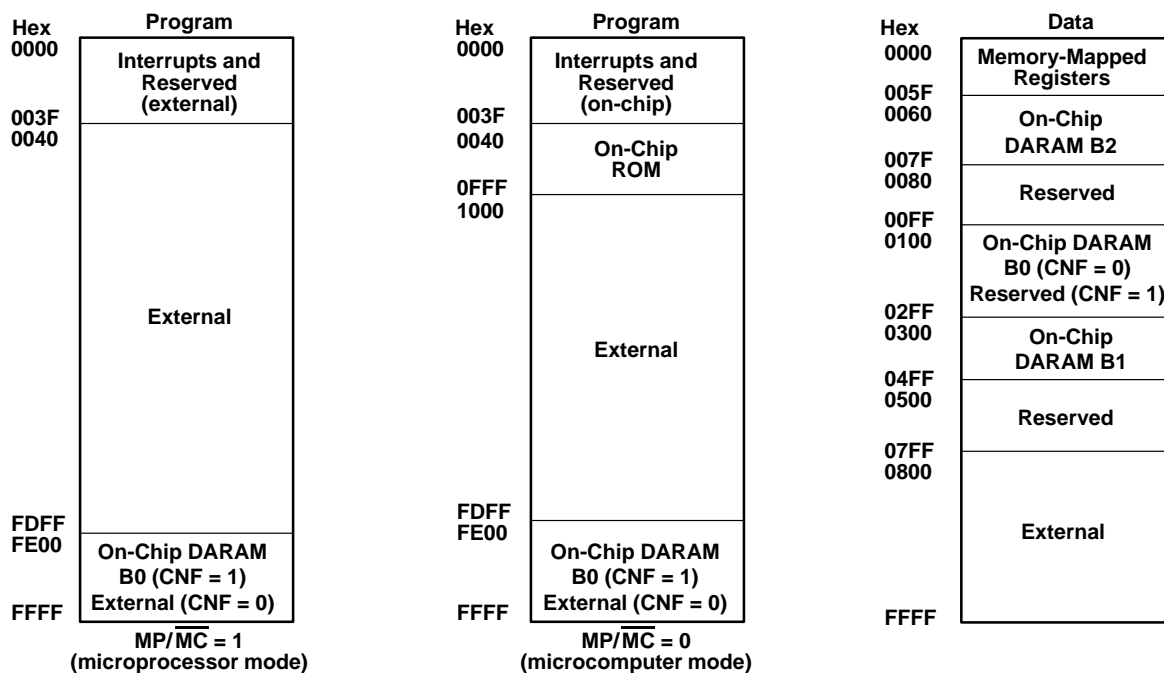 Hex
Program
0000
Interrupts and
Reserved
(external)
003F
0040
External
FDFF
FE00
On-Chip DARAM
B0 (CNF = 1)
External (CNF = 0)
FFFF
MP/MC = 1
(microprocessor mode)
Hex
Program
0000
Interrupts and
Reserved
(on-chip)
003F
0040
On-Chip
ROM
0FFF
1000
External
FDFF
FE00
On-Chip DARAM
B0 (CNF = 1)
External (CNF = 0)
FFFF
MP/MC = 0
(microcomputer mode)
Hex
Data
0000
Memory-Mapped
Registers
005F
0060
On-Chip
DARAM B2
007F
0080
Reserved
00FF
0100
On-Chip DARAM
B0 (CNF = 0)
Reserved (CNF = 1)
02FF
0300
On-Chip
DARAM B1
04FF
0500
Reserved
07FF
0800
External
FFFF